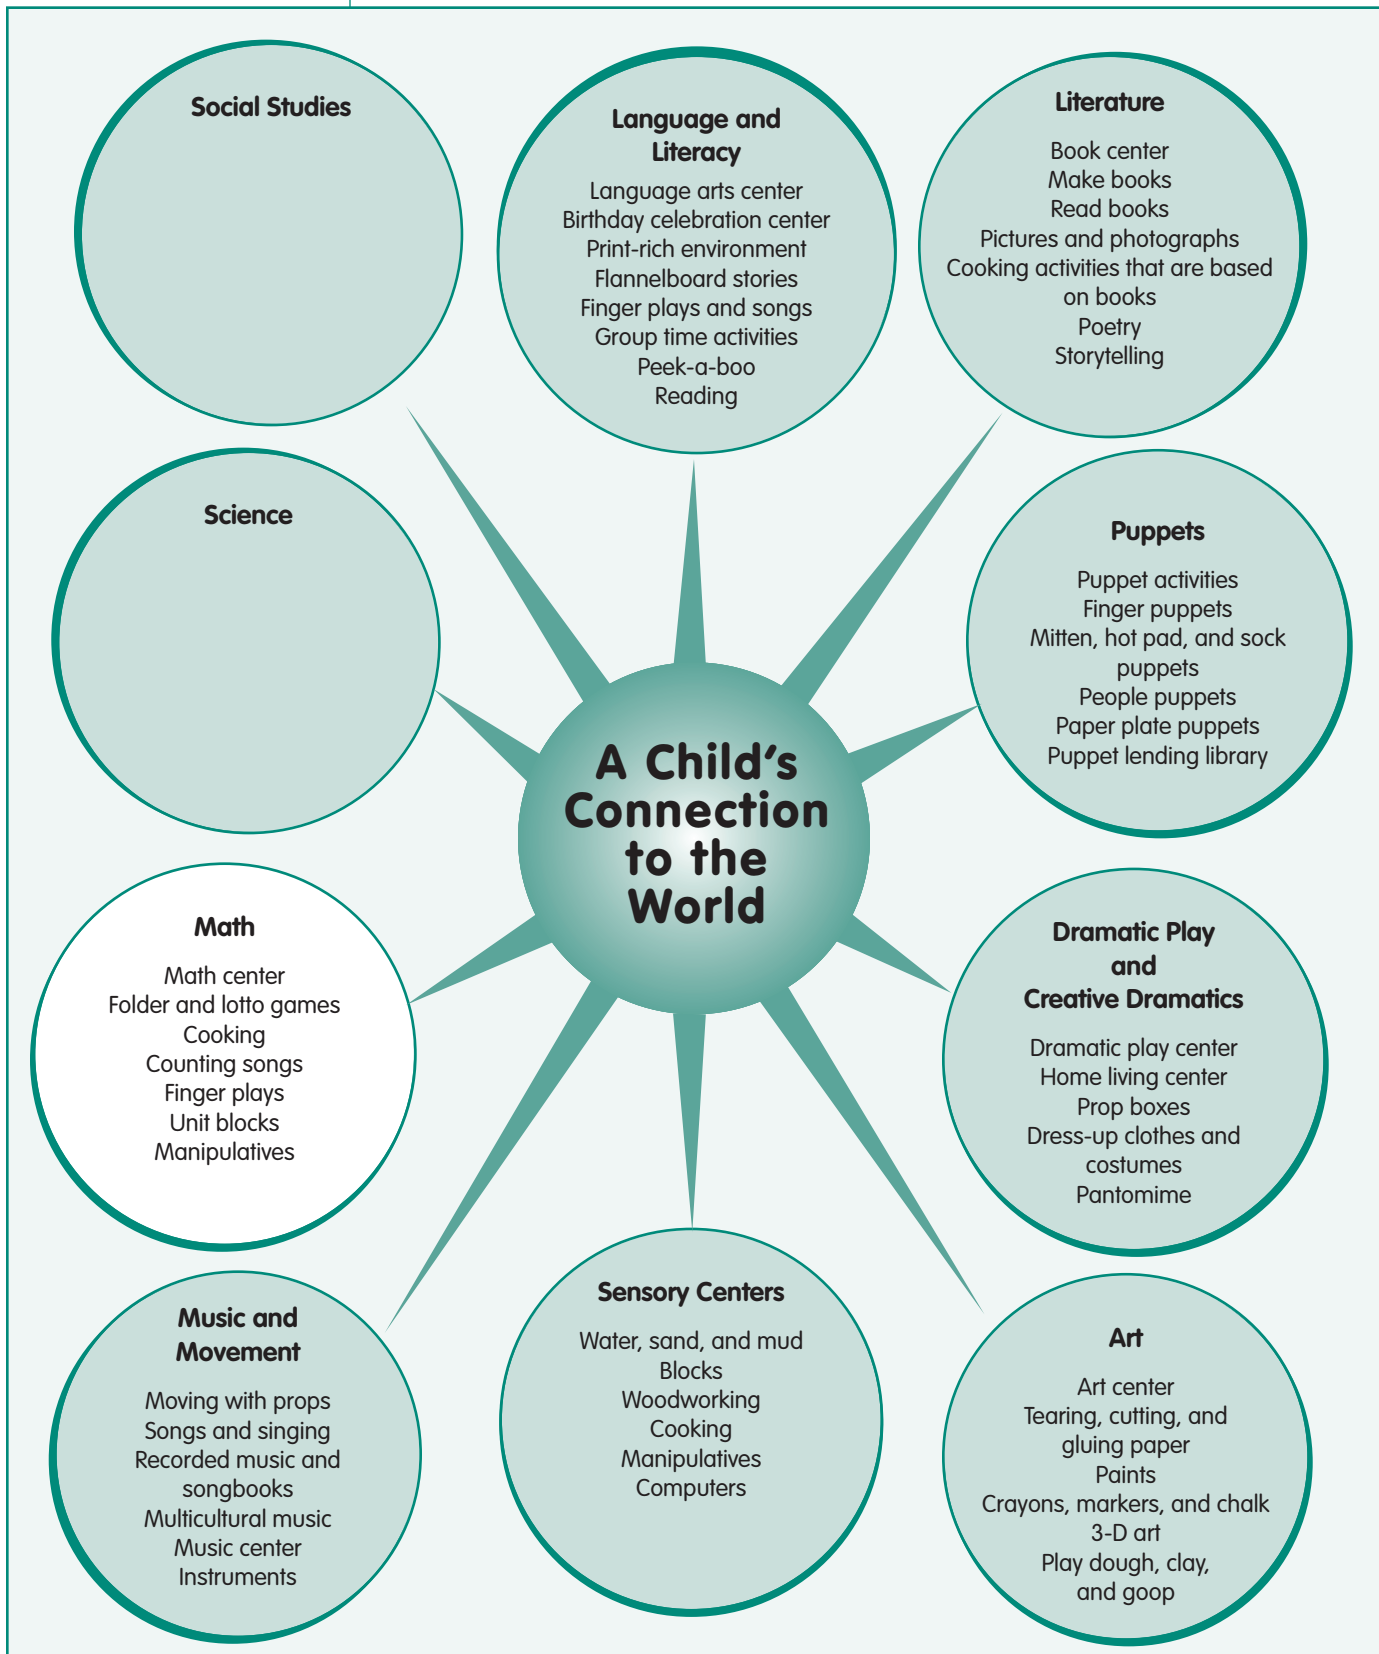 Social Studies
Language and
Literacy
Language arts center
Birthday celebration center
Print-rich environment
Flannelboard stories
Finger plays and songs
Group time activities
Peek-a-boo
Reading
Literature
Book center
Make books
Read books
Pictures and photographs
Cooking activities that are based
on books
Poetry
Storytelling
Science
Puppets
Puppet activities
Finger puppets
Mitten, hot pad, and sock
puppets
People puppets
Paper plate puppets
Puppet lending library
A Child's
Connection
to the
World
Math
Math center
Folder and lotto games
Cooking
Counting songs
Finger plays
Unit blocks
Manipulatives
Dramatic Play
and
Creative Dramatics
Dramatic play center
Home living center
Prop boxes
Dress-up clothes and
costumes
Pantomime
Music and
Movement
Moving with props
Songs and singing
Recorded music and
songbooks
Multicultural music
Music center
Instruments
Sensory Centers
Water, sand, and mud
Blocks
Woodworking
Cooking
Manipulatives
Computers
Art
Art center
Tearing, cutting, and
gluing paper
Paints
Crayons, markers, and chalk
3-D art
Play dough, clay,
and goop